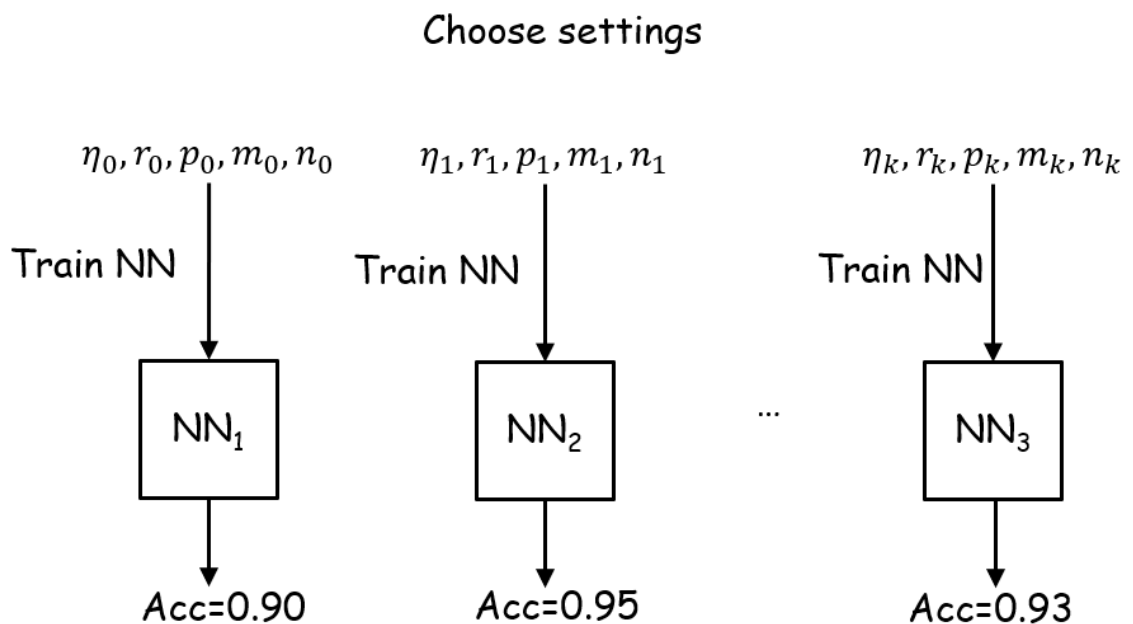 Choose settings
η₀, r₀, p₀, m₀, n₀ η₁, r₁, p₁, m₁, n₁ ηₖ, rₖ, pₖ, mₖ, nₖ
Train NN Train NN Train NN
NN₁ NN₂ ... NN₃
Acc=0.90 Acc=0.95 Acc=0.93